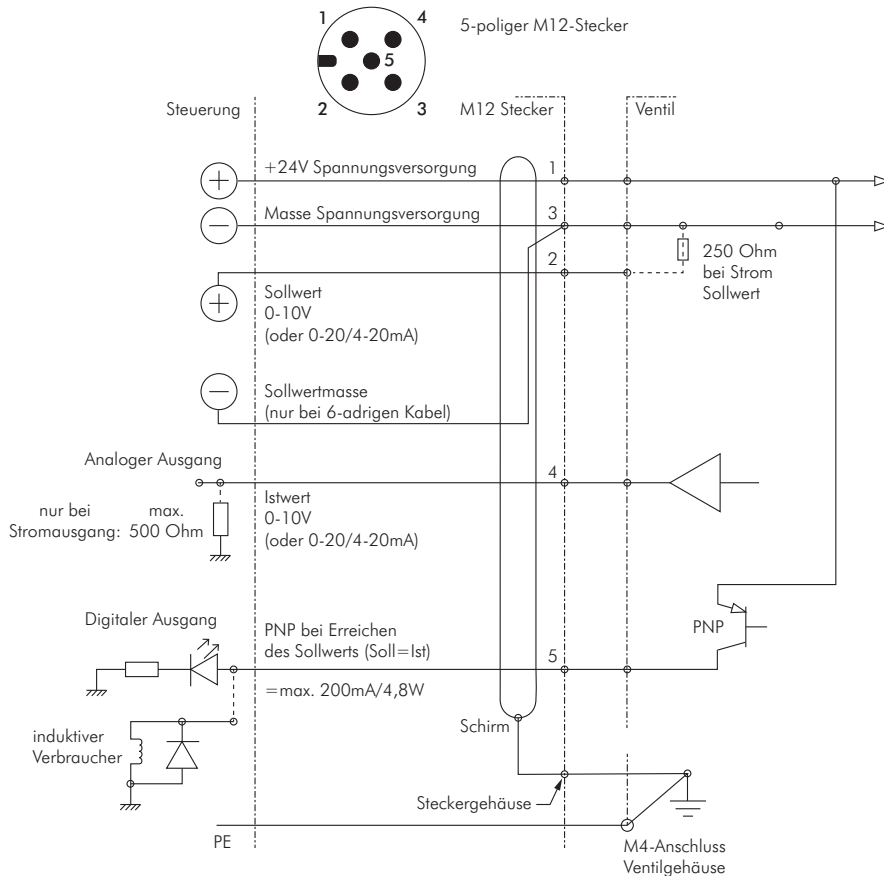 1
4
5-poliger M12-Stecker
5
2
3
Steuerung
M12 Stecker
Ventil
+24V Spannungsversorgung
1
Masse Spannungsversorgung
3
2
250 Ohm
bei Strom
Sollwert
Sollwert
0-10V
(oder 0-20/4-20mA)
Sollwertmasse
(nur bei 6-adrigen Kabel)
Analoger Ausgang
4
nur bei
Stromausgang:
max.
500 Ohm
Istwert
0-10V
(oder 0-20/4-20mA)
Digitaler Ausgang
PNP bei Erreichen
des Sollwerts (Soll=Ist)
5
PNP
=max. 200mA/4,8W
induktiver
Verbraucher
Schirm
Steckergehäuse
PE
M4-Anschluss
Ventilgehäuse